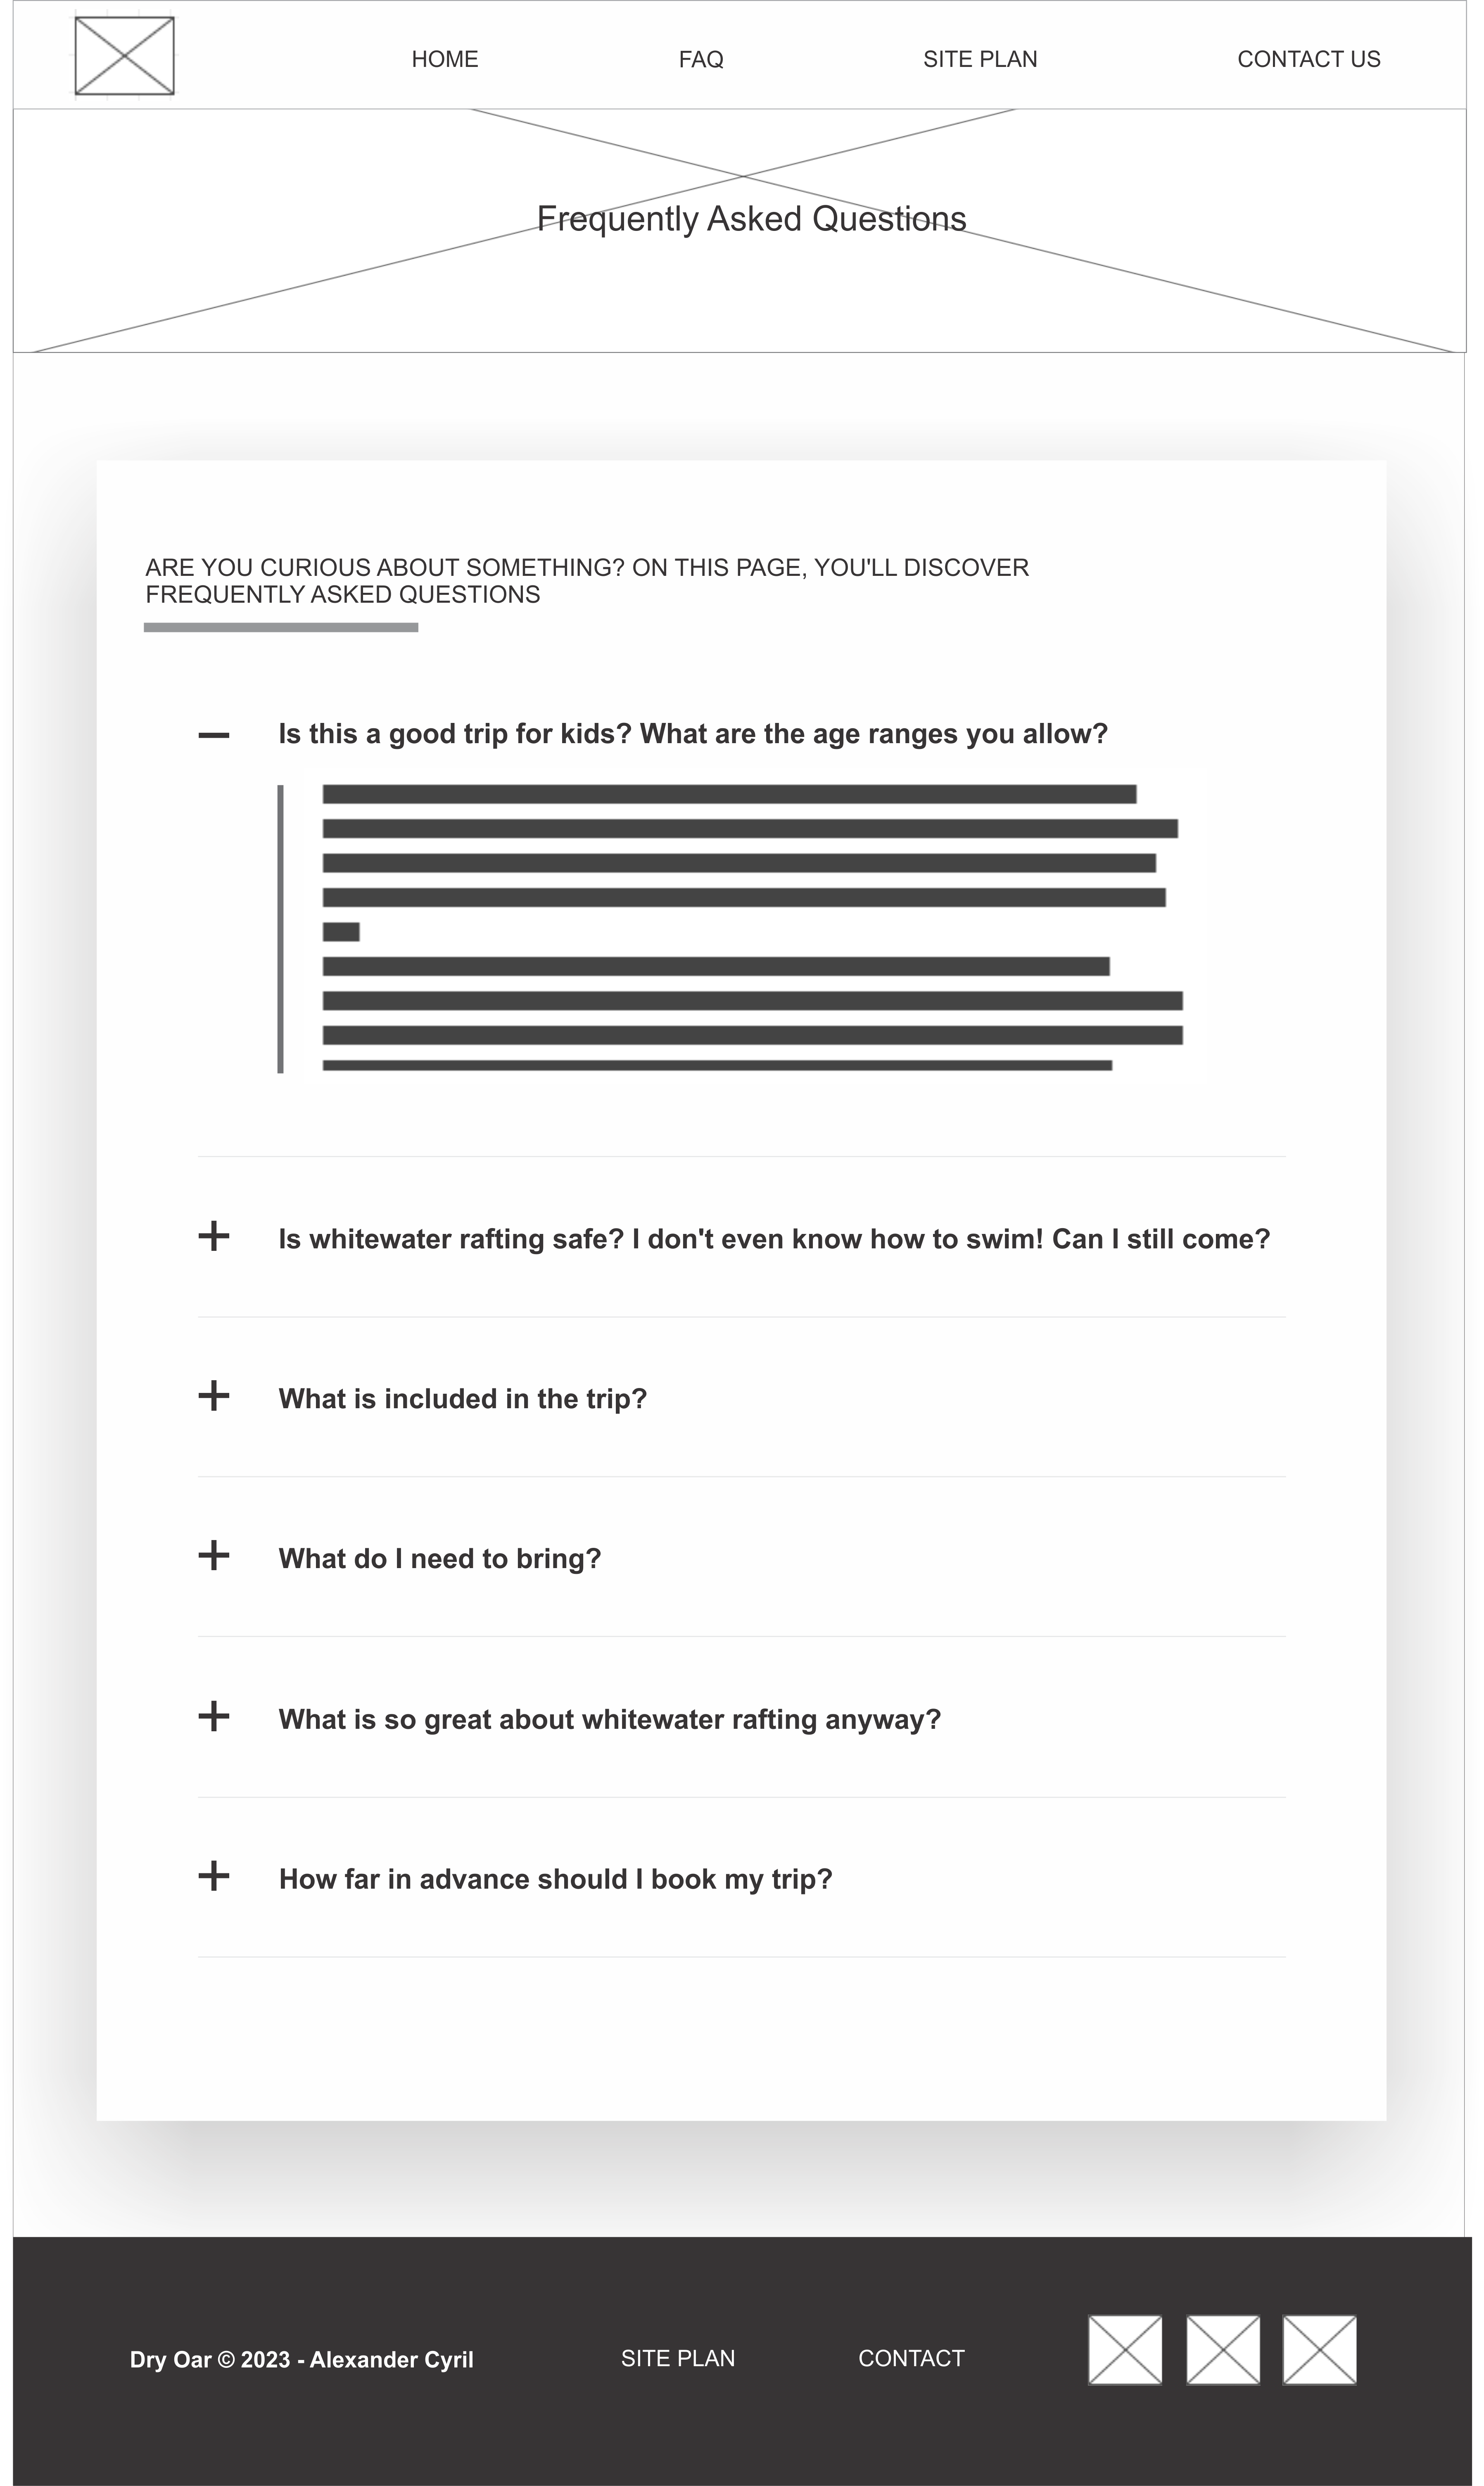 HOME FAQ SITE PLAN CONTACT US
Frequently Asked Questions
ARE YOU CURIOUS ABOUT SOMETHING? ON THIS PAGE, YOU'LL DISCOVER
FREQUENTLY ASKED QUESTIONS
Is this a good trip for kids? What are the age ranges you allow?
Is whitewater rafting safe? I don't even know how to swim! Can I still come?
What is included in the trip?
What do I need to bring?
What is so great about whitewater rafting anyway?
How far in advance should I book my trip?
Dry Oar © 2023 - Alexander Cyril SITE PLAN CONTACT